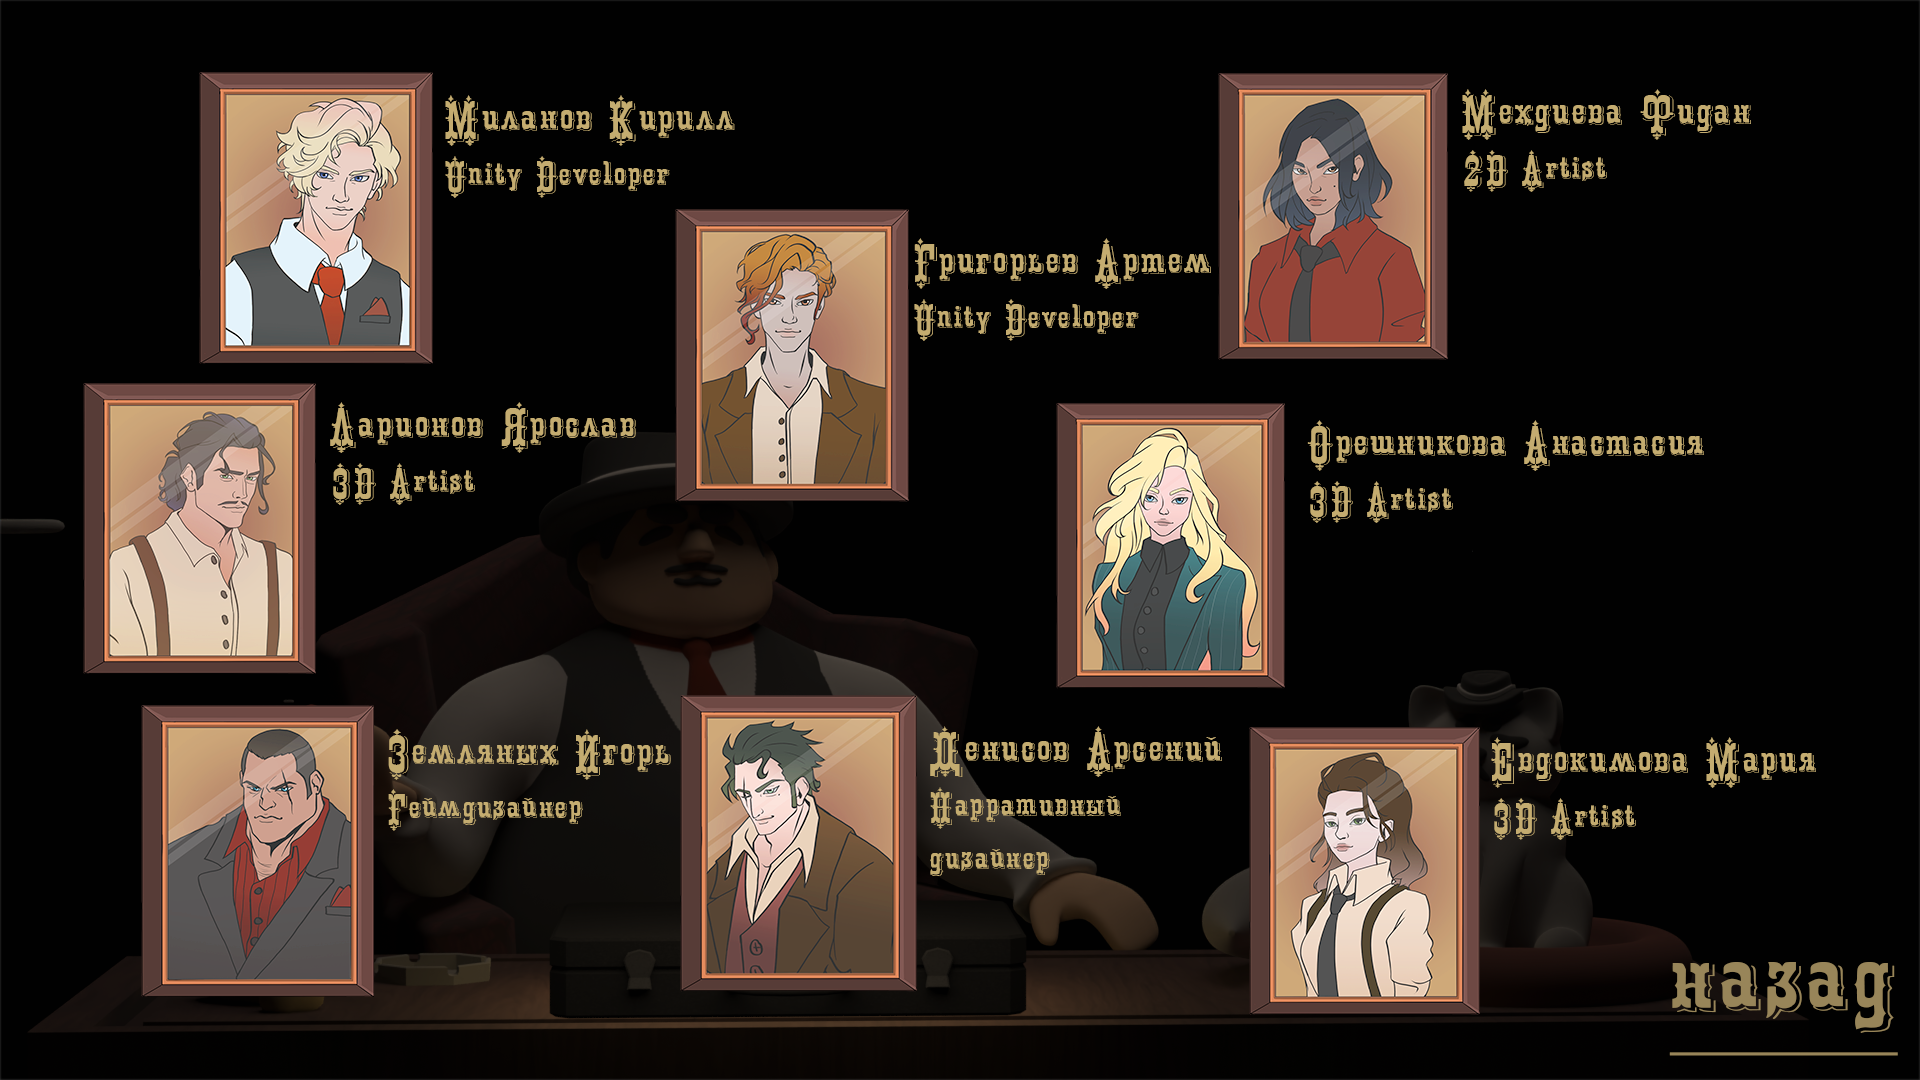 Миланов Кирилл
Unity Developer
Мехдиева Фидан
2D Artist
Григорьев Артем
Unity Developer
Ларионов Ярослав
3D Artist
Орешникова Анастасия
3D Artist
Земляных Игорь
Геймдизайнер
Денисов Арсений
Нарративный
дизайнер
Евдокимова Мария
3D Artist
назад